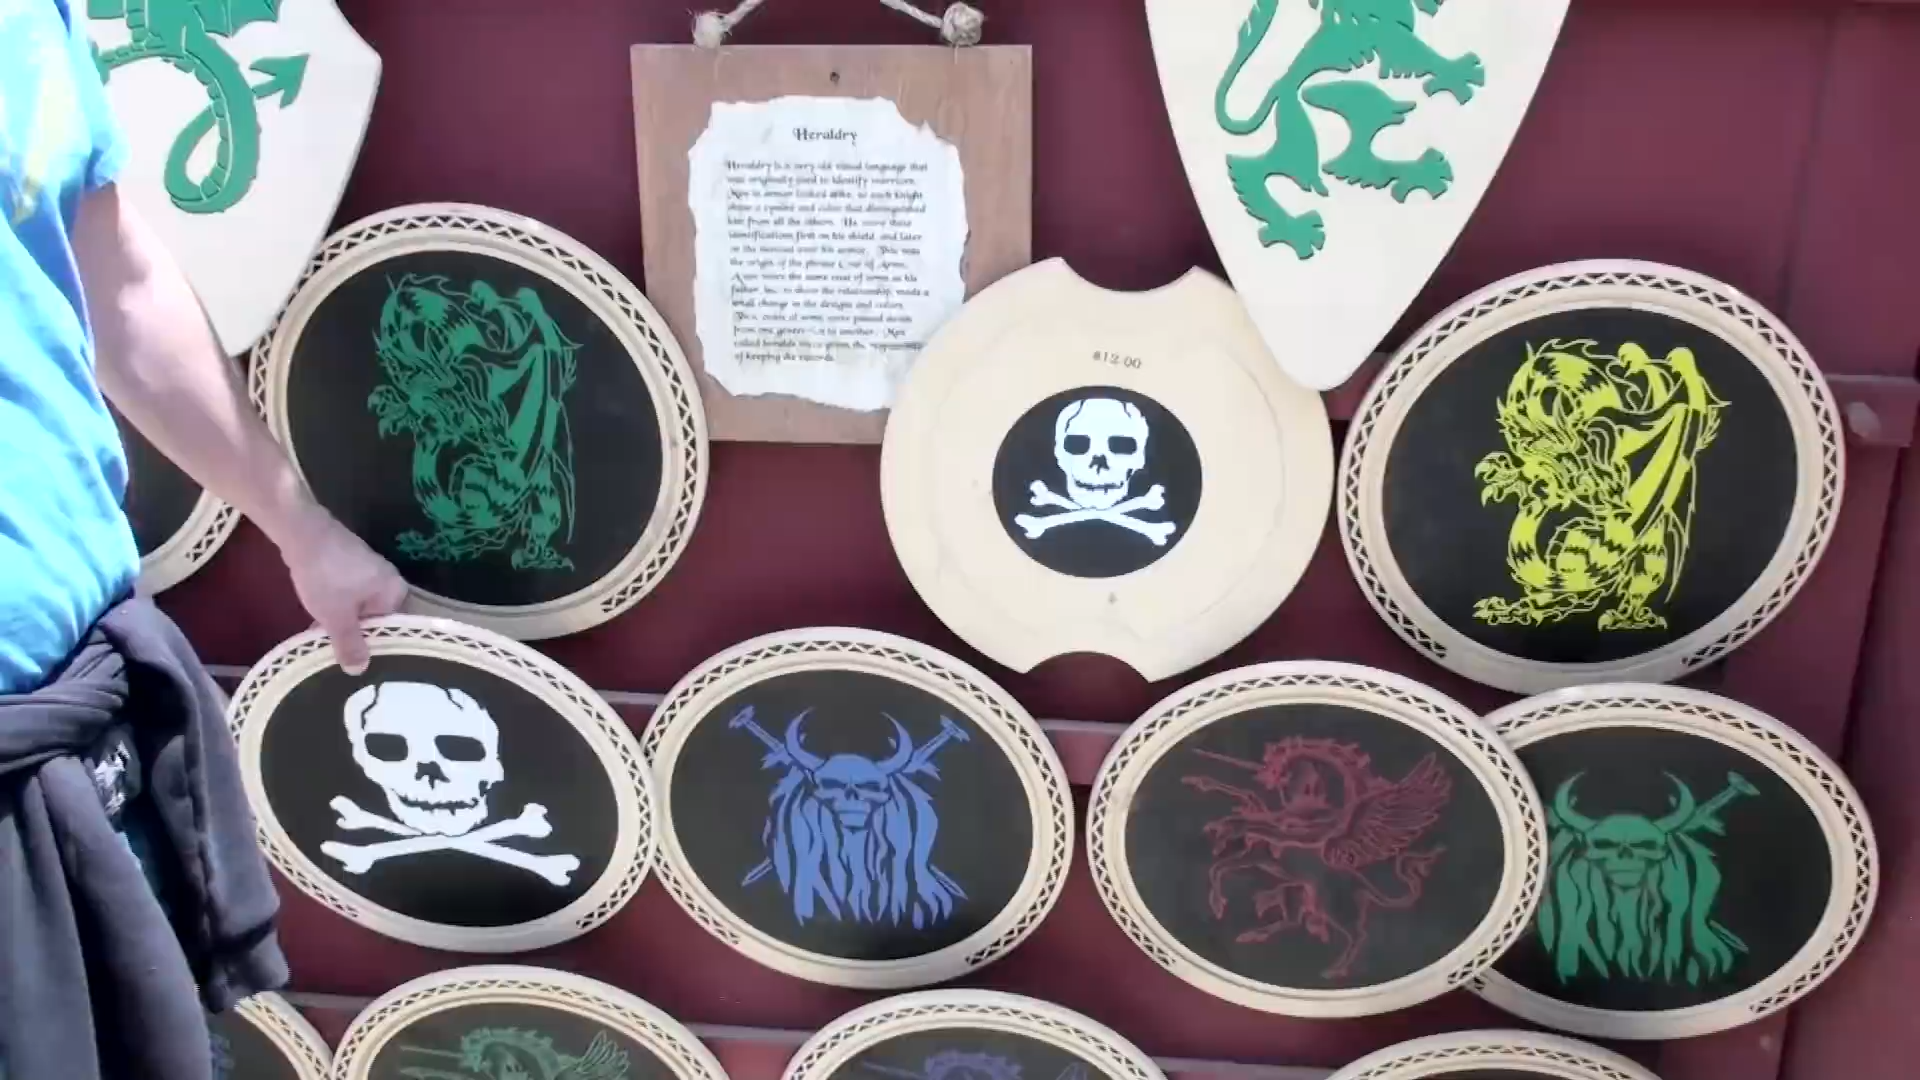 Heraldry
Heraldry is a very old visual language that
was originally used to identify warriors.
Men in armor looked alike, so each knight
chose a symbol and color that distinguished
him from all the others. He wore these
identifications first on his shield, and later
on the surcoat over his armor. This was
the origin of the phrase Coat of Arms.
A son wore the same coat of arms as his
father, but, to show the relationship, made a
small change in the designs and colors.
Then coats of arms were passed down
from one generation to another. Men
called heralds were given the responsibility
of keeping the records.
$12.00